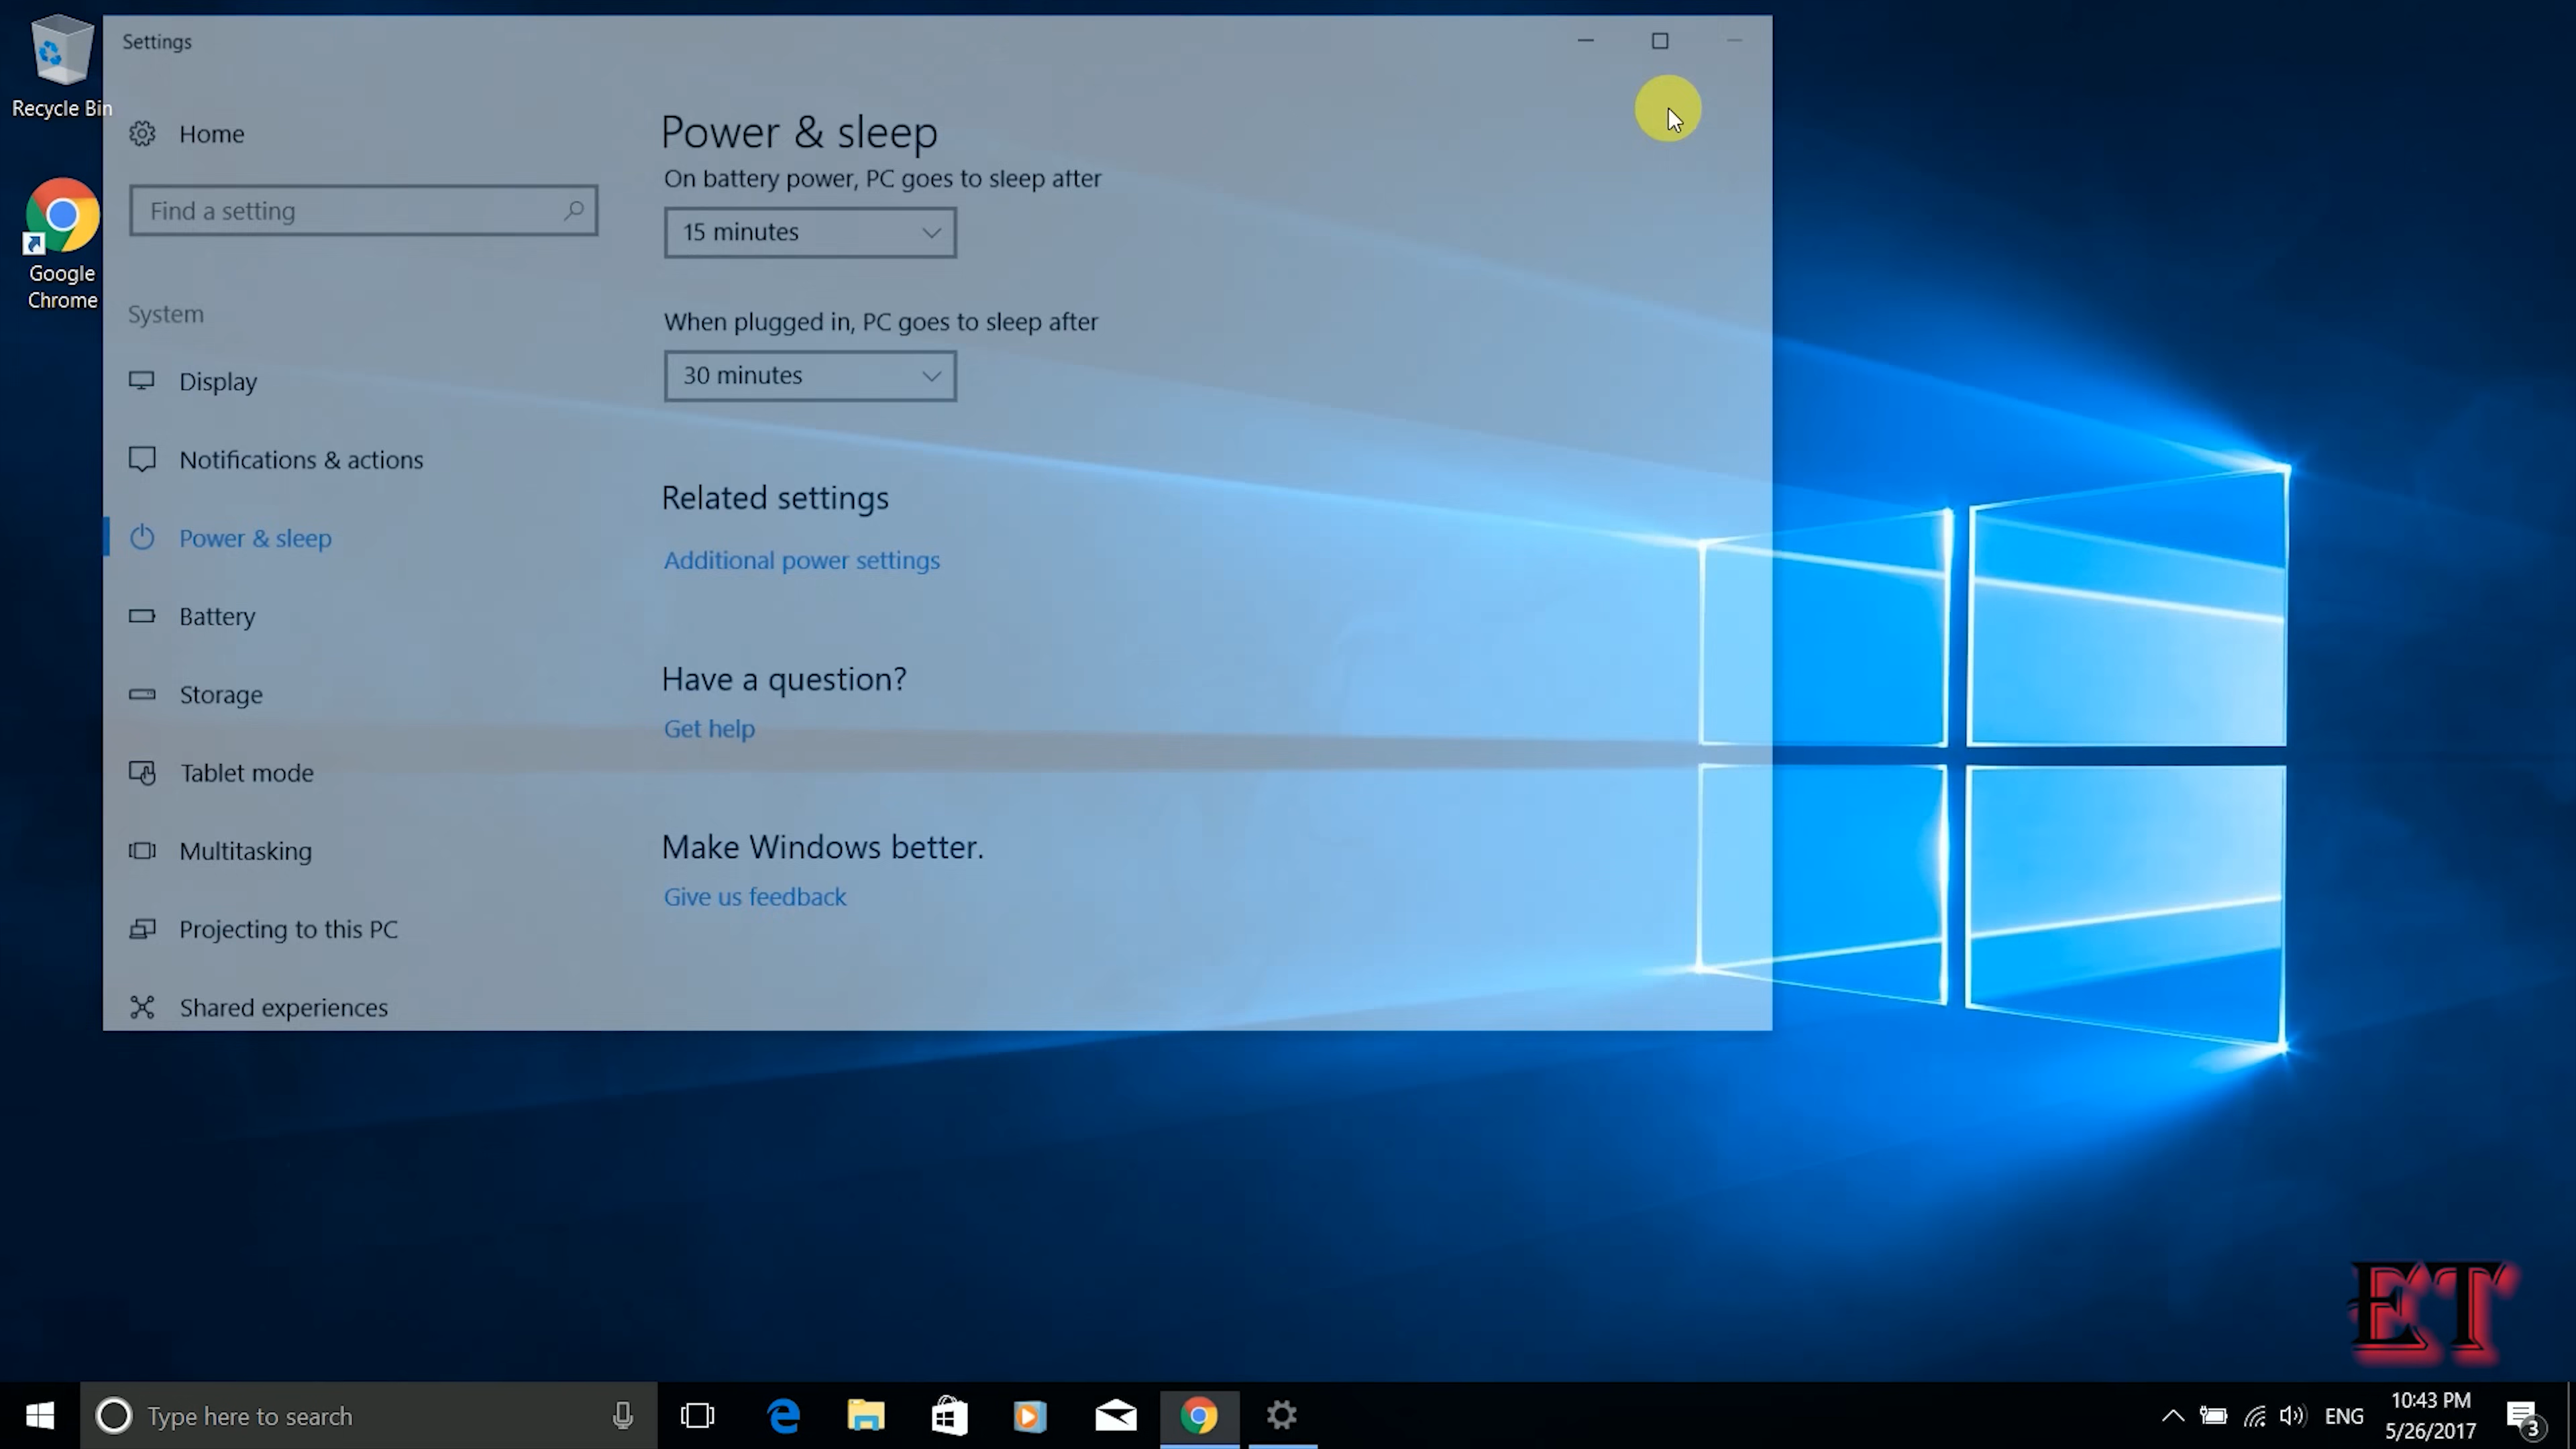 Recycle Bin
Google
Chrome
Settings
Home
Find a setting
System
Display
Notifications & actions
Power & sleep
Battery
Storage
Tablet mode
Multitasking
Projecting to this PC
Shared experiences
Power & sleep
On battery power, PC goes to sleep after
15 minutes
When plugged in, PC goes to sleep after
30 minutes
Related settings
Additional power settings
Have a question?
Get help
Make Windows better.
Give us feedback
ET
Type here to search
ENG
10:43 PM
5/26/2017
3